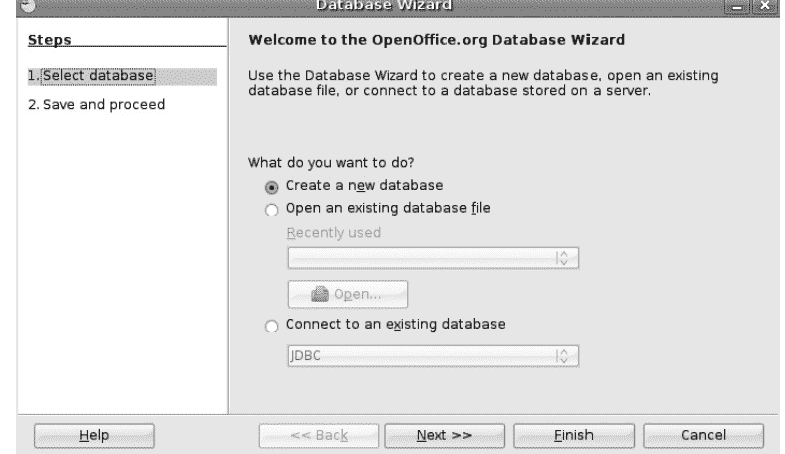 Database Wizard
Steps
1. Select database
2. Save and proceed
Welcome to the OpenOffice.org Database Wizard
Use the Database Wizard to create a new database, open an existing
database file, or connect to a database stored on a server.
What do you want to do?
Create a new database
Open an existing database file
Recently used
Open...
Connect to an existing database
JDBC
Help
<< Back
Next >>
Finish
Cancel